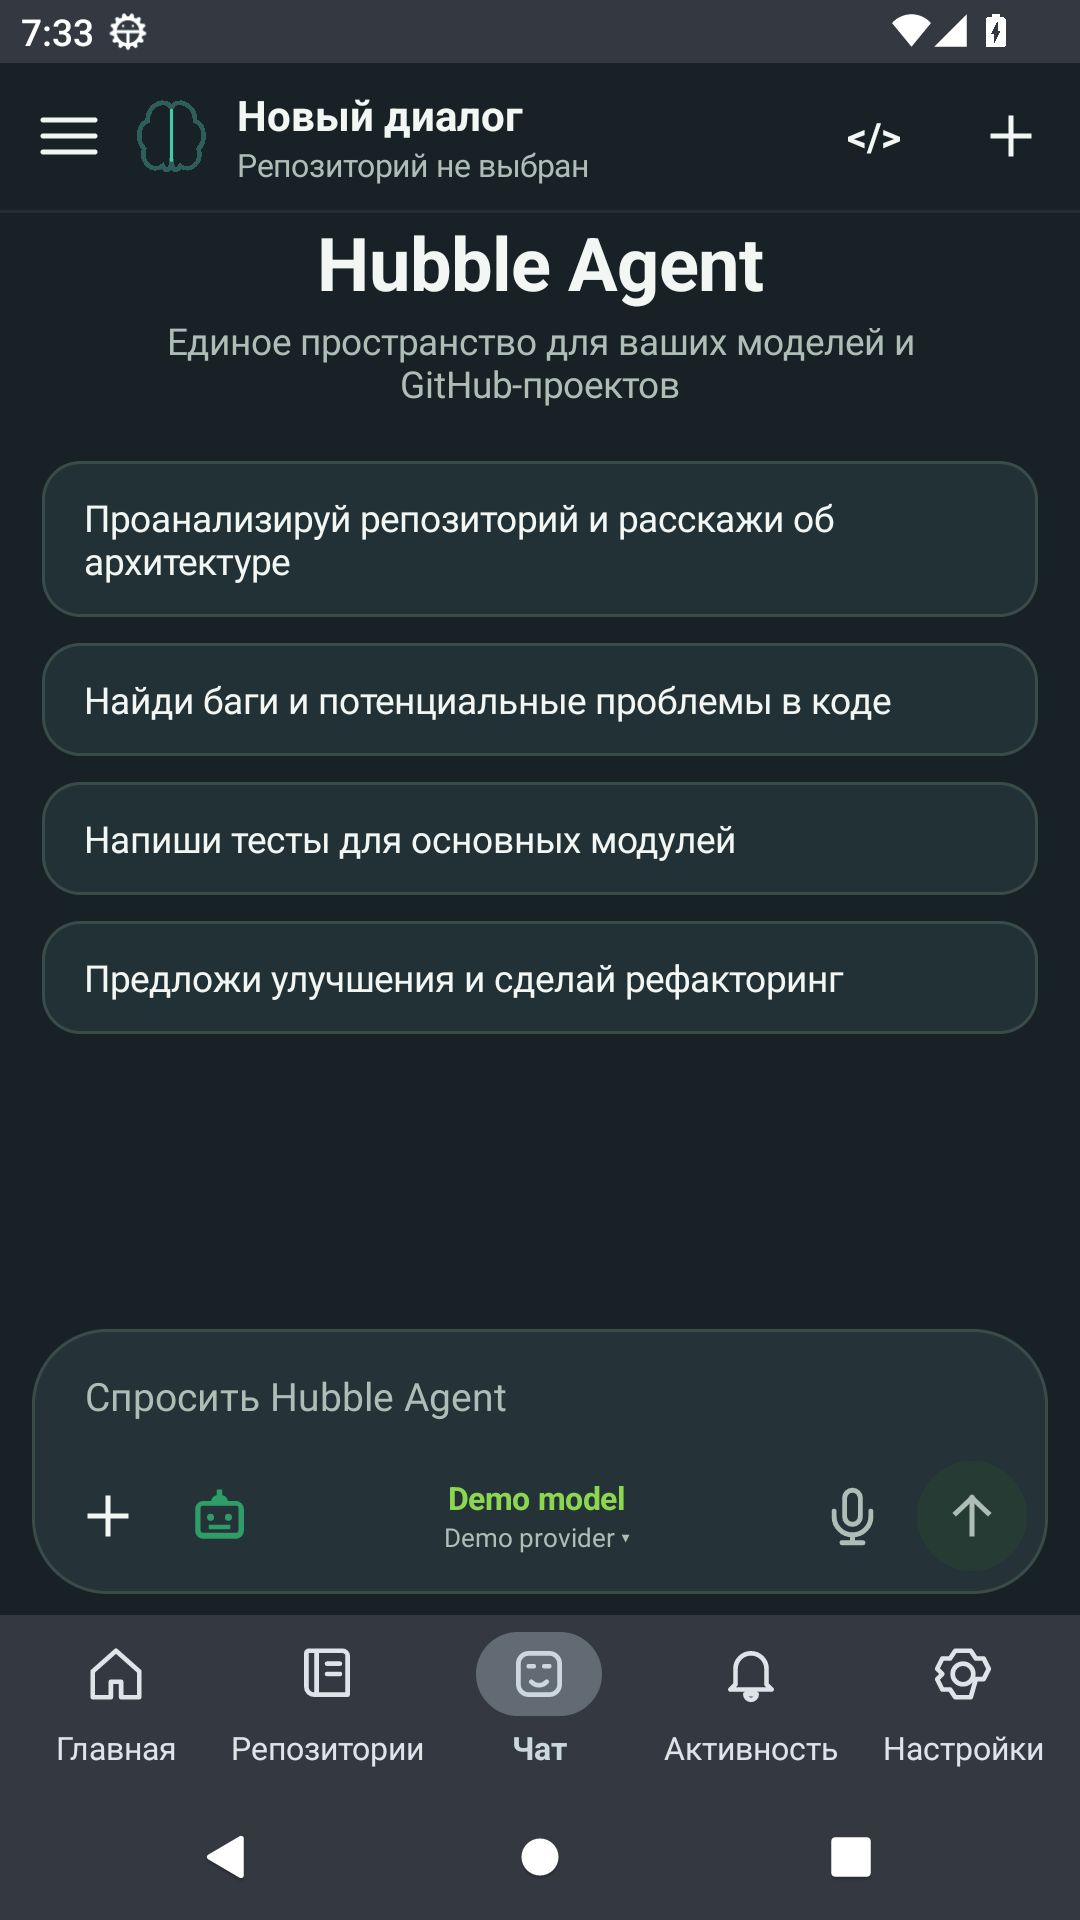 7:33
Новый диалог
Репозиторий не выбран
</>
Hubble Agent
Единое пространство для ваших моделей и
GitHub-проектов
Проанализируй репозиторий и расскажи об
архитектуре
Найди баги и потенциальные проблемы в коде
Напиши тесты для основных модулей
Предложи улучшения и сделай рефакторинг
Спросить Hubble Agent
Demo model
Demo provider ▾
Главная
Репозитории
Чат
Активность
Настройки